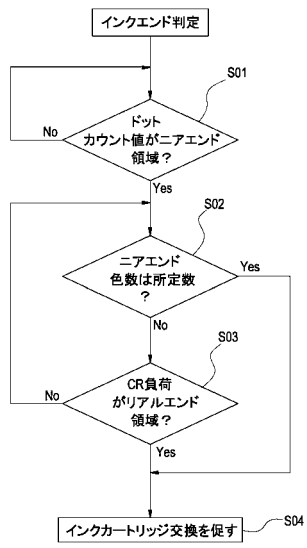 インクエンド判定
S01
ドット
カウント値がニアエンド
領域?
No
Yes
S02
ニアエンド
色数は所定数
?
Yes
No
S03
CR負荷
がリアルエンド
領域?
No
Yes
S04
インクカートリッジ交換を促す